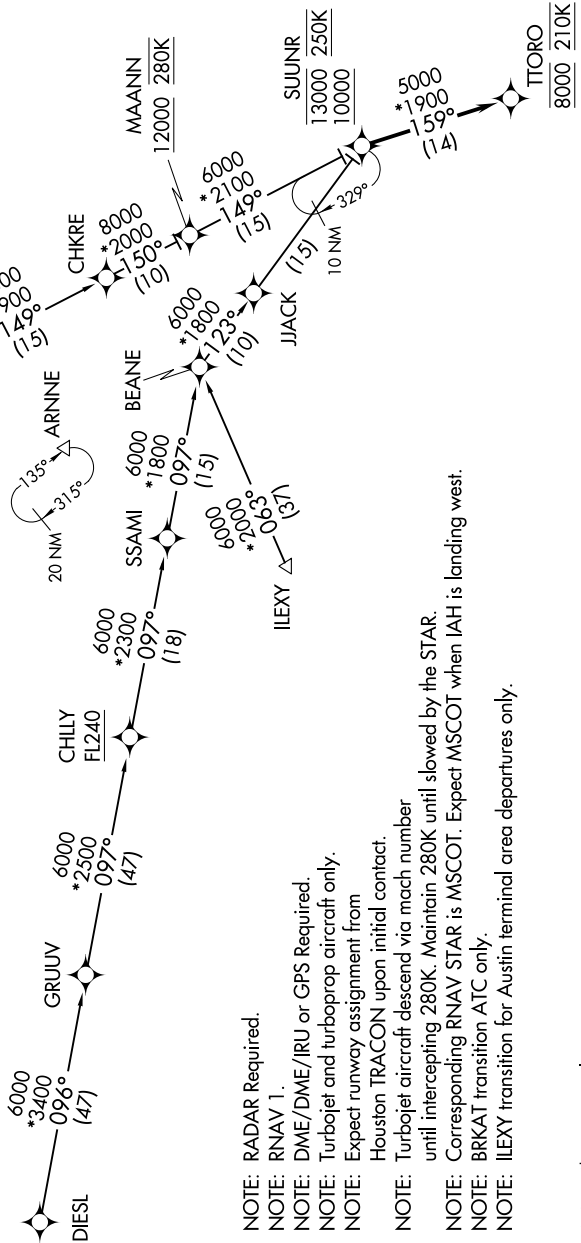 DIESL
6000
*3400
096°
(47)
GRUUV
6000
*2500
097°
(47)
CHLLY
FL240
6000
*2300
097°
(18)
SSAMI
6000
*1800
097°
(15)
BEANE
ILEXY
6000
*2000
063°
(37)
6000
*1800
123°
(10)
JJACK
(15)
20 NM
135°
315°
ARNNE
149°
(15)
CHKRE
8000
*2000
150°
(10)
MAANN
12000 280K
6000
*2100
149°
(15)
SUUNR
13000 250K
10000
10 NM
329°
5000
*1900
159°
(14)
TTORO
8000 210K
NOTE: RADAR Required.
NOTE: RNAV 1.
NOTE: DME/DME/IRU or GPS Required.
NOTE: Turbojet and turboprop aircraft only.
NOTE: Expect runway assignment from
Houston TRACON upon initial contact.
NOTE: Turbojet aircraft descend via mach number
until intercepting 280K. Maintain 280K until slowed by the STAR.
NOTE: Corresponding RNAV STAR is MSCOT. Expect MSCOT when IAH is landing west.
NOTE: BRKAT transition ATC only.
NOTE: ILEXY transition for Austin terminal area departures only.